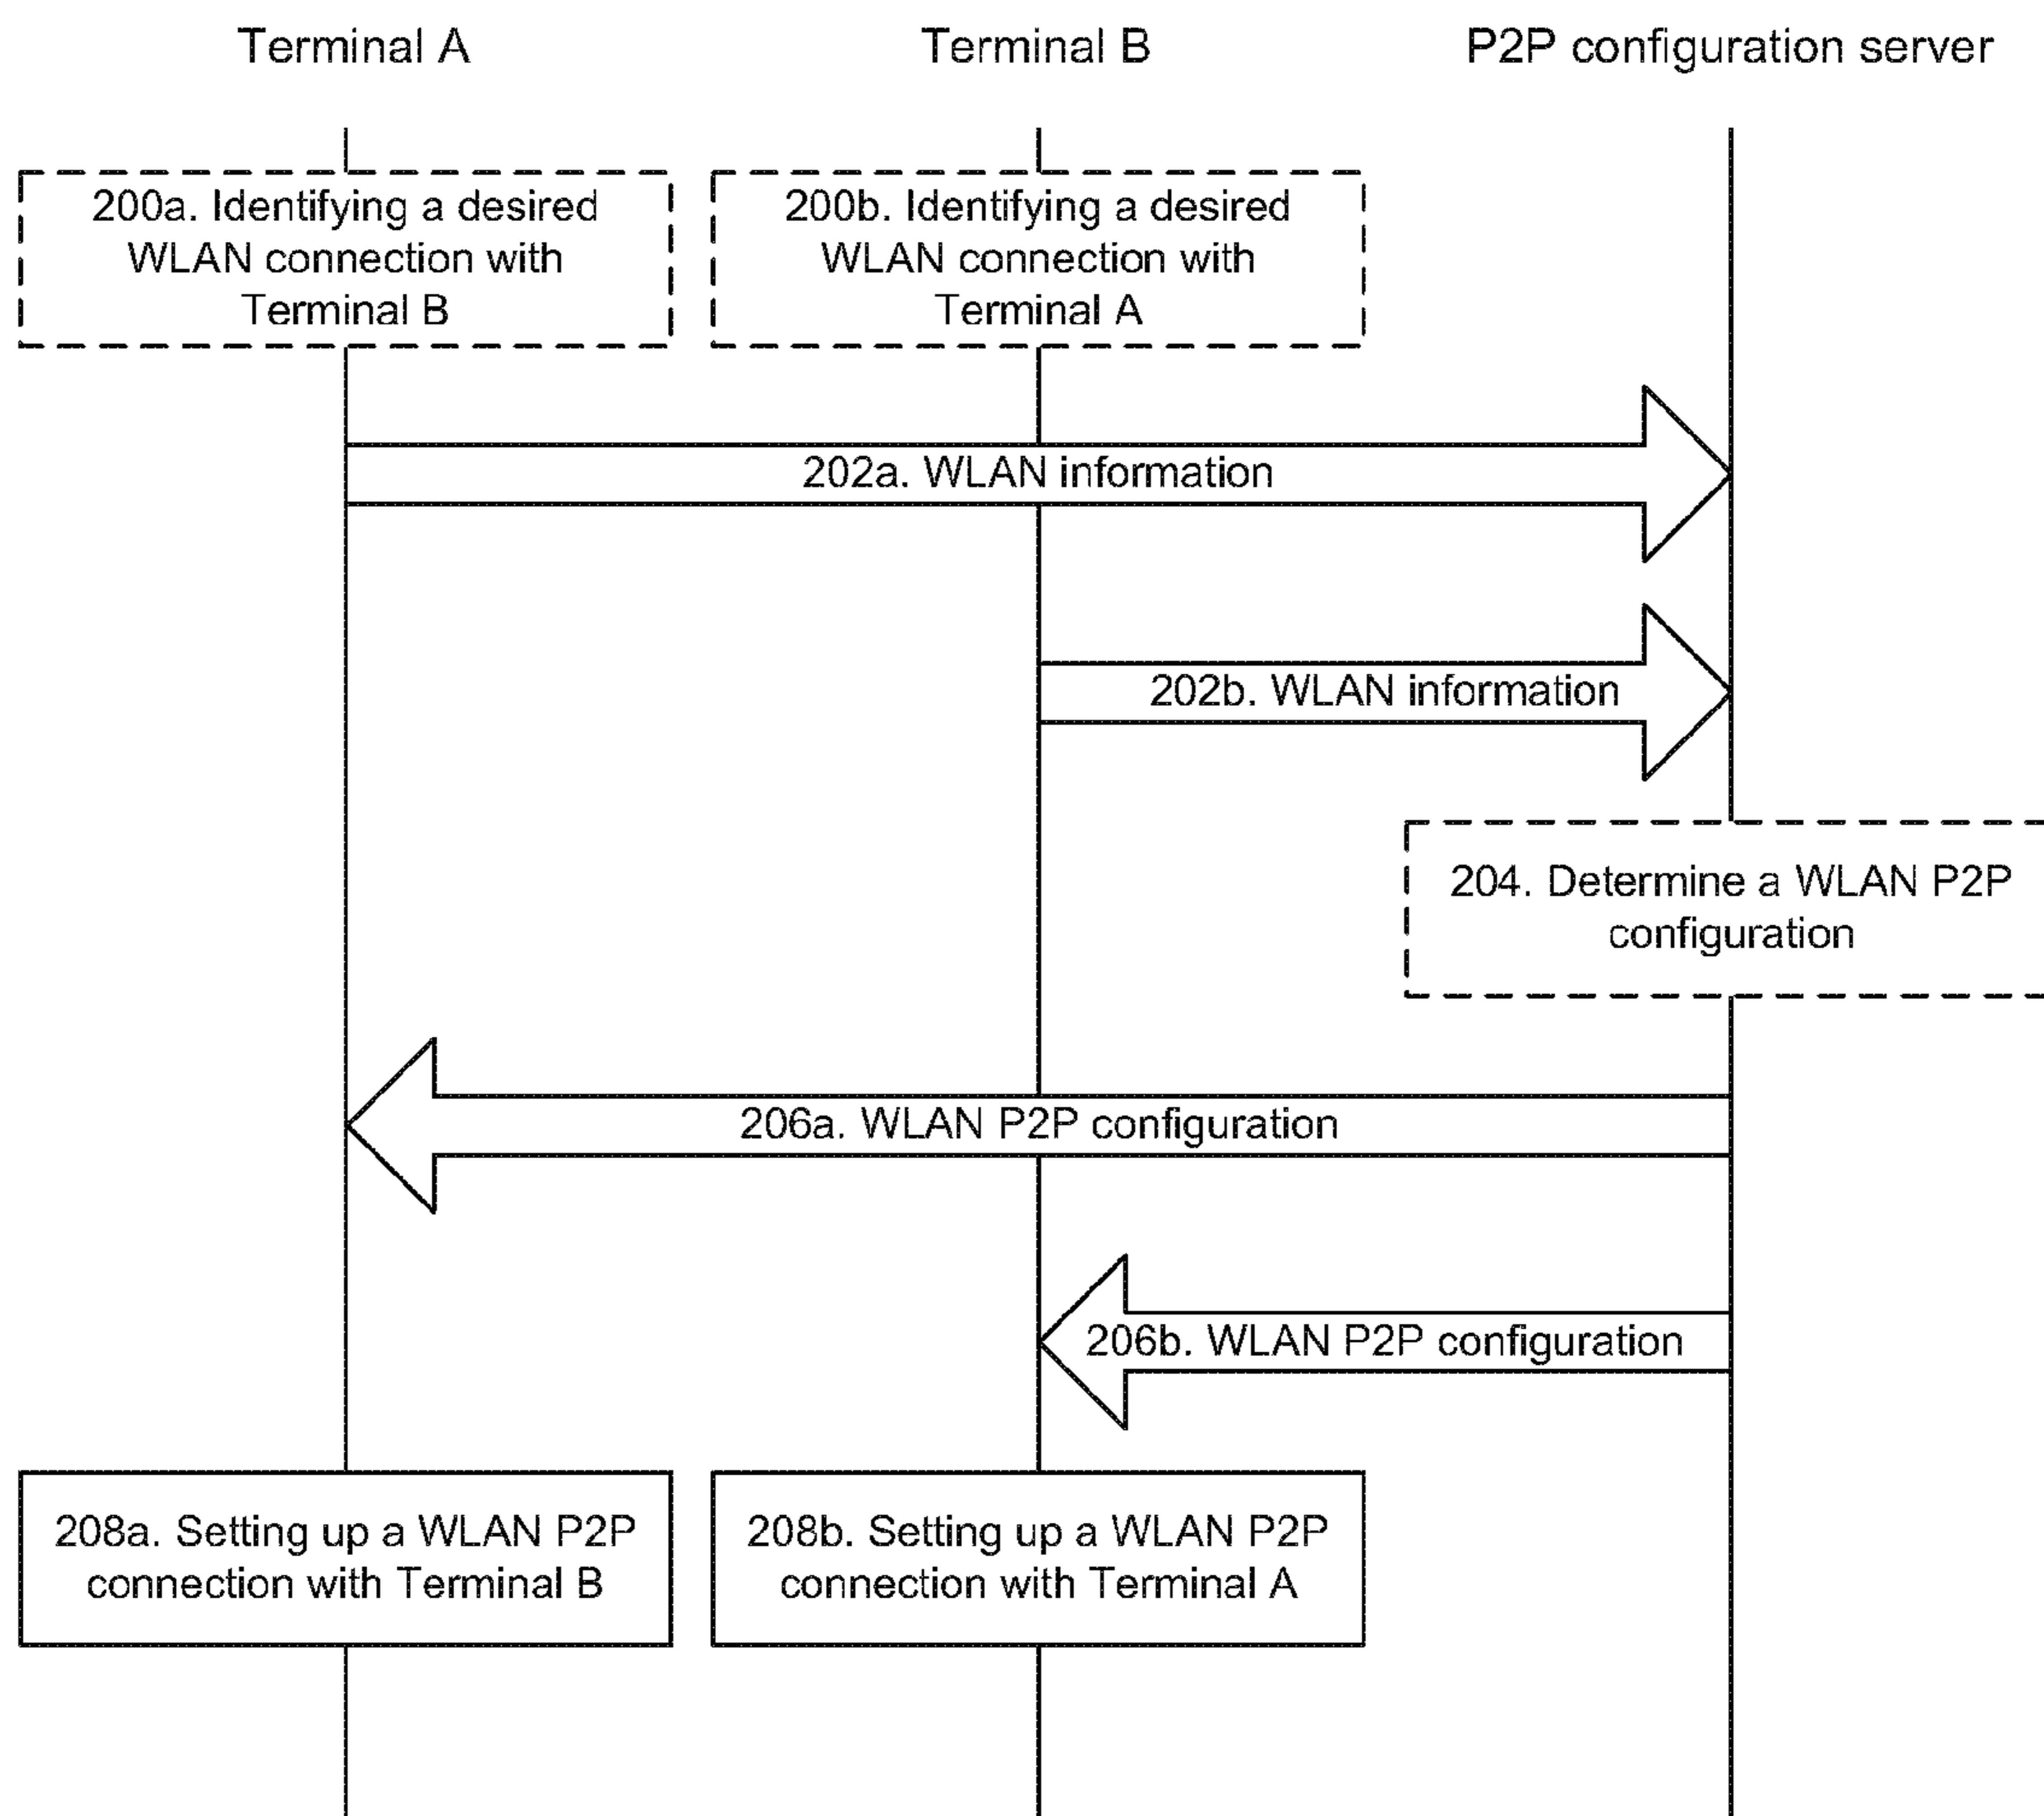 Terminal A
Terminal B
P2P configuration server
200a. Identifying a desired
WLAN connection with
Terminal B
200b. Identifying a desired
WLAN connection with
Terminal A
202a. WLAN information
202b. WLAN information
204. Determine a WLAN P2P
configuration
206a. WLAN P2P configuration
206b. WLAN P2P configuration
208a. Setting up a WLAN P2P
connection with Terminal B
208b. Setting up a WLAN P2P
connection with Terminal A